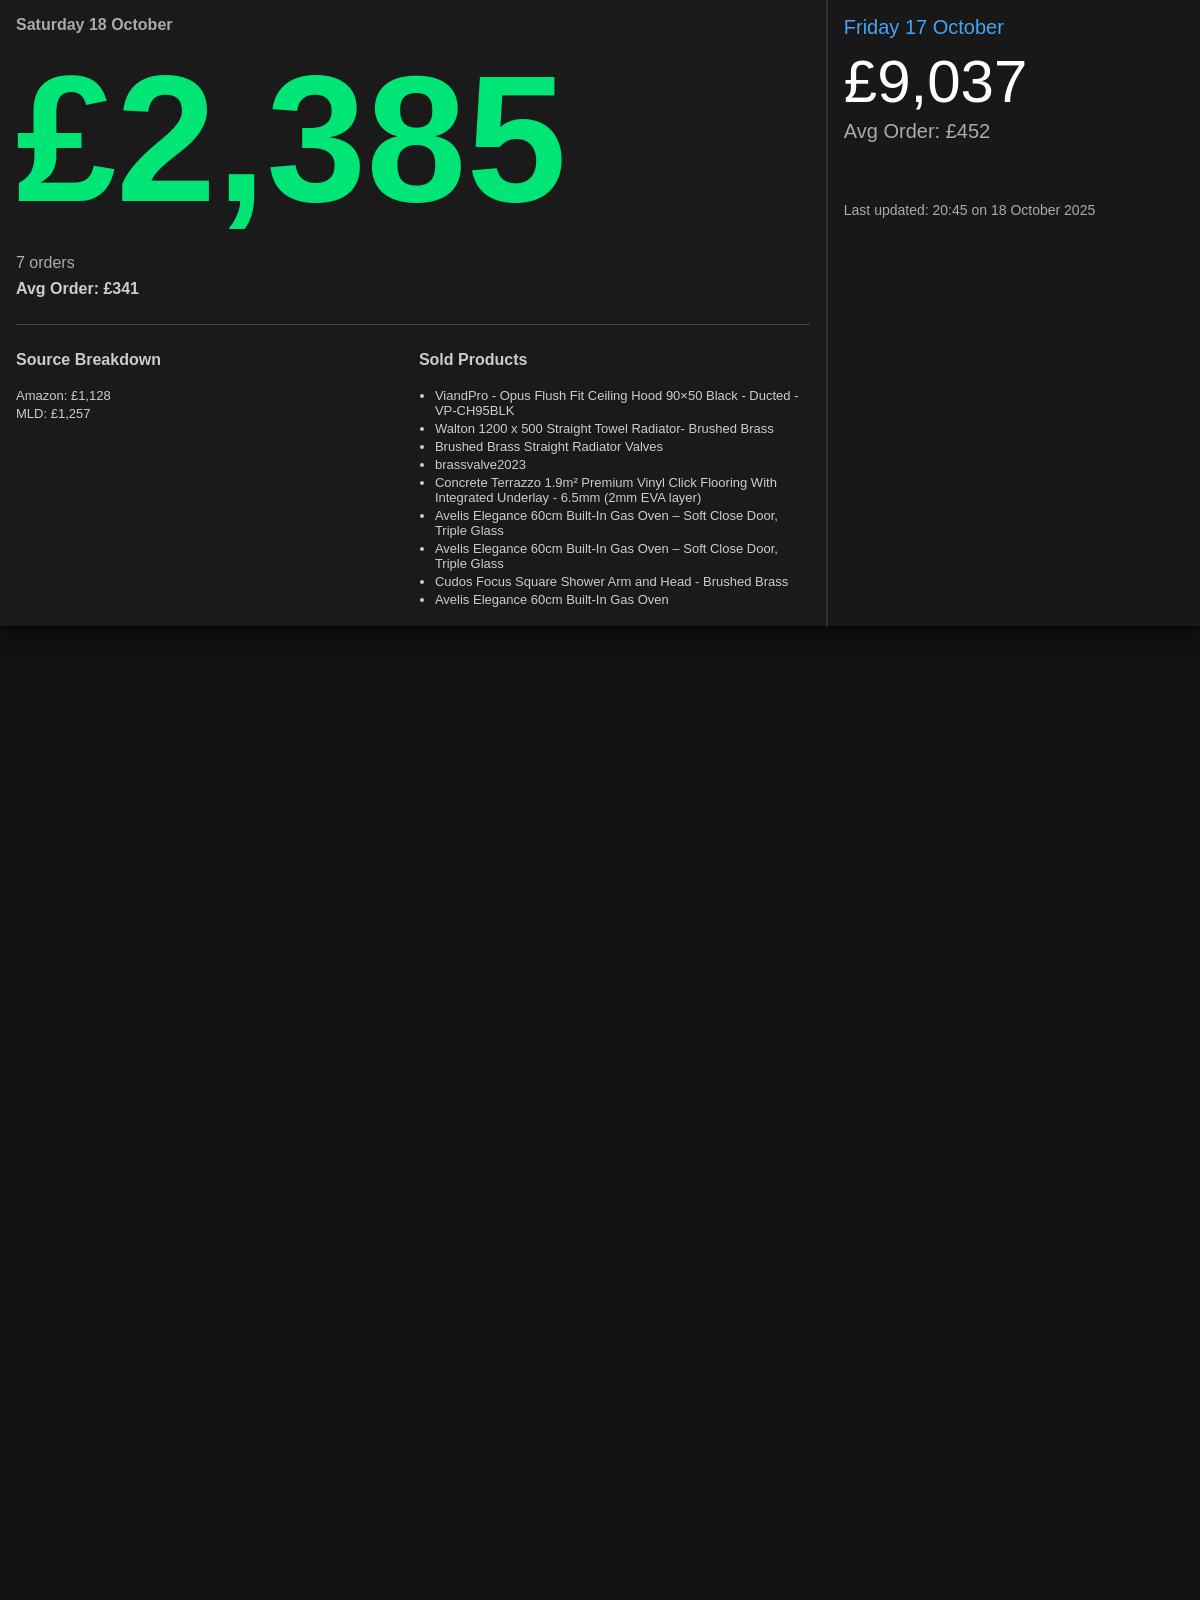 Saturday 18 October
£2,385
7 orders
Avg Order: £341
Source Breakdown
Amazon: £1,128
MLD: £1,257
Sold Products
ViandPro - Opus Flush Fit Ceiling Hood 90×50 Black - Ducted -
VP-CH95BLK
Walton 1200 x 500 Straight Towel Radiator- Brushed Brass
Brushed Brass Straight Radiator Valves
brassvalve2023
Concrete Terrazzo 1.9m² Premium Vinyl Click Flooring With
Integrated Underlay - 6.5mm (2mm EVA layer)
Avelis Elegance 60cm Built-In Gas Oven – Soft Close Door,
Triple Glass
Avelis Elegance 60cm Built-In Gas Oven – Soft Close Door,
Triple Glass
Cudos Focus Square Shower Arm and Head - Brushed Brass
Avelis Elegance 60cm Built-In Gas Oven
Friday 17 October
£9,037
Avg Order: £452
Last updated: 20:45 on 18 October 2025